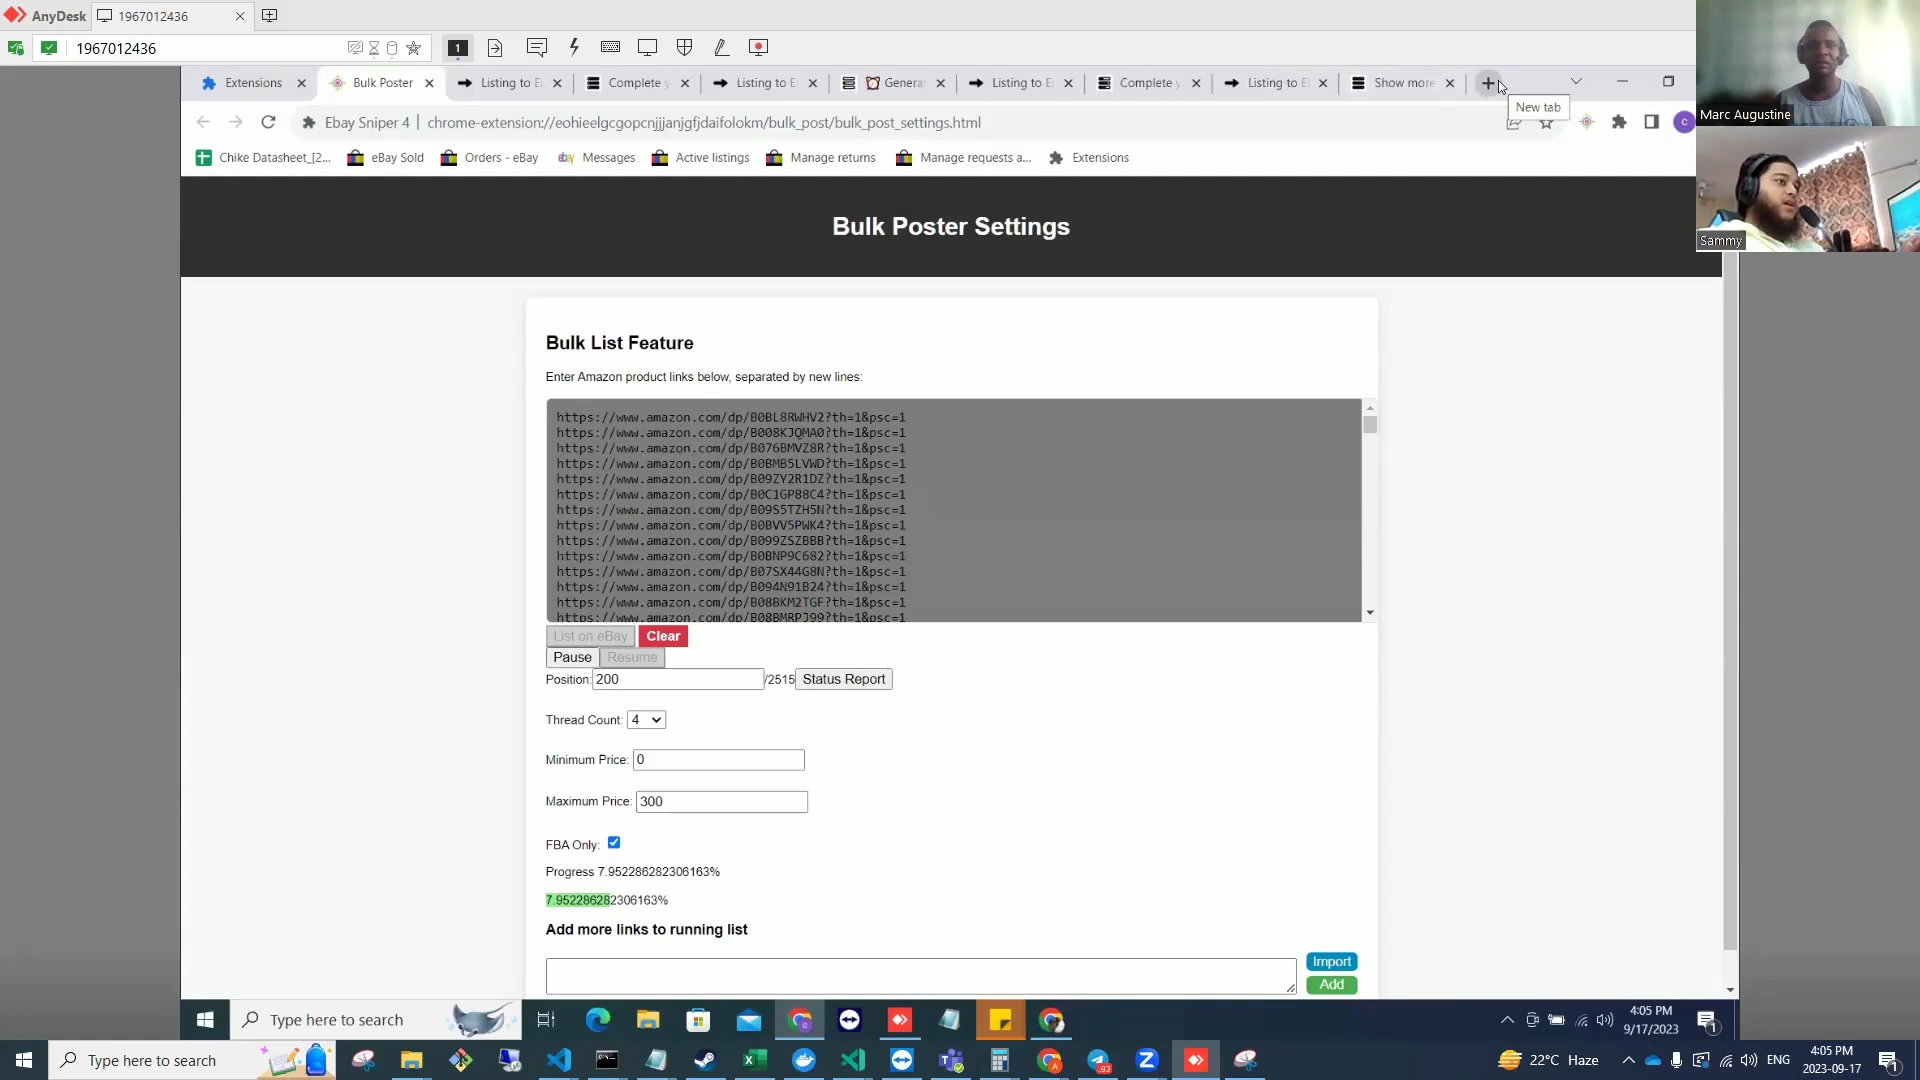 AnyDesk
1967012436
1967012436
1
Marc Augustine
Sammy
Extensions
Bulk Poster
Listing to E
Complete y
Listing to E
Genera
Listing to E
Complete y
Listing to E
Show more
New tab
Ebay Sniper 4
chrome-extension://eohieelgcgopcnjjjanjgfjdaifolokm/bulk_post/bulk_post_settings.html
C
Chike Datasheet_[2...
eBay Sold
Orders - eBay
Messages
Active listings
Manage returns
Manage requests a...
Extensions
Bulk Poster Settings
Bulk List Feature
Enter Amazon product links below, separated by new lines:
https://www.amazon.com/dp/B0BL8RWHV2?th=1&psc=1
https://www.amazon.com/dp/B008KJQMA0?th=1&psc=1
https://www.amazon.com/dp/B076BMVZ8R?th=1&psc=1
https://www.amazon.com/dp/B0BMB5LVWD?th=1&psc=1
https://www.amazon.com/dp/B09ZY2R1DZ?th=1&psc=1
https://www.amazon.com/dp/B0C1GP88C4?th=1&psc=1
https://www.amazon.com/dp/B09S5TZH5N?th=1&psc=1
https://www.amazon.com/dp/B0BVV5PWK4?th=1&psc=1
https://www.amazon.com/dp/B099ZSZBBB?th=1&psc=1
https://www.amazon.com/dp/B0BNP9C682?th=1&psc=1
https://www.amazon.com/dp/B07SX44G8N?th=1&psc=1
https://www.amazon.com/dp/B094N91B24?th=1&psc=1
https://www.amazon.com/dp/B08BKM2TGF?th=1&psc=1
https://www.amazon.com/dp/B08BMRPJ99?th=1&psc=1
List on eBay Clear
Pause Resume
Position: 200 /2515 Status Report
Thread Count: 4
Minimum Price: 0
Maximum Price: 300
FBA Only:
Progress 7.952286282306163%
7.952286282306163%
Add more links to running list
Import
Add
Type here to search
4:05 PM
9/17/2023
1
Type here to search
22°C Haze
ENG
4:05 PM
2023-09-17
1